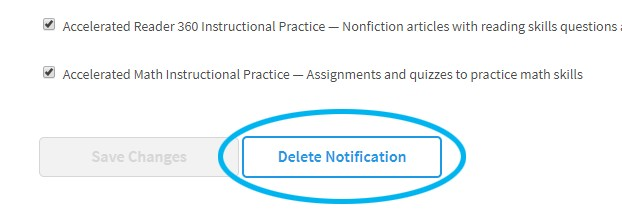 Accelerated Reader 360 Instructional Practice — Nonfiction articles with reading skills questions
Accelerated Math Instructional Practice — Assignments and quizzes to practice math skills
Save Changes
Delete Notification